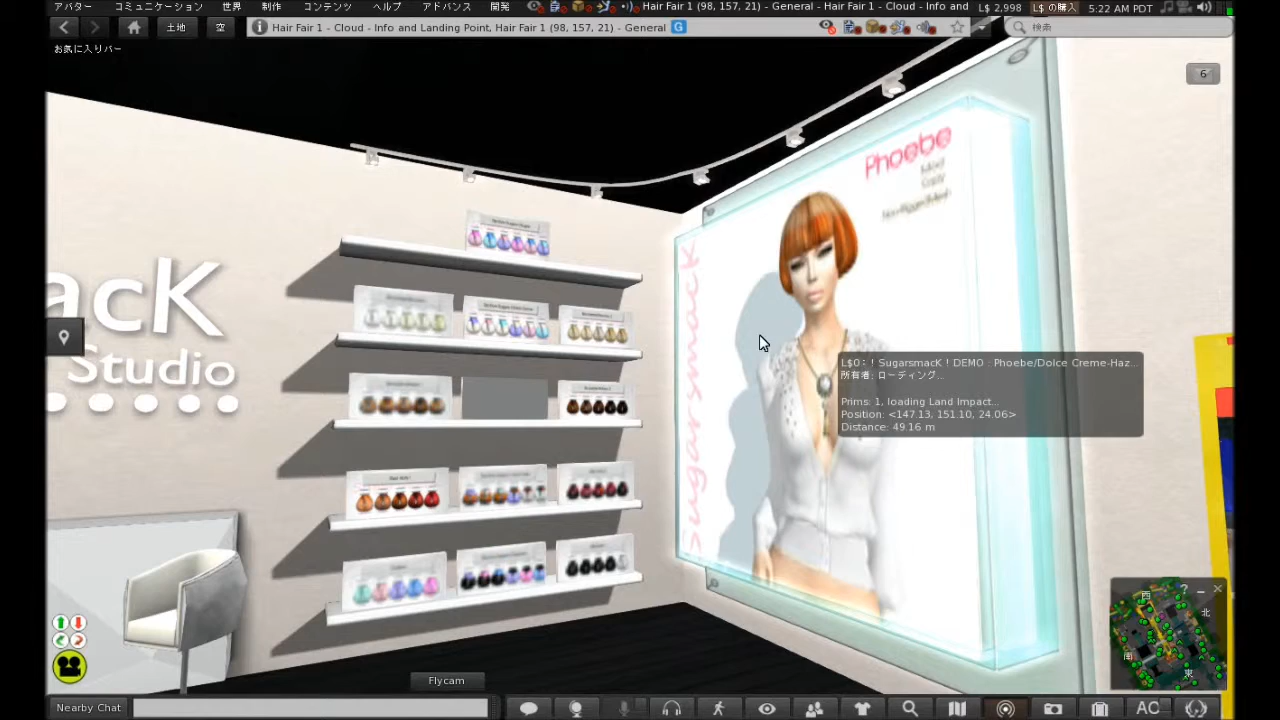 アバター コミュニケーション 世界 制作 コンテンツ ヘルプ アドバンス 開発 Hair Fair 1 (98, 157, 21) - General - Hair Fair 1 - Cloud - Info and L$ 2,998 L$ の購入 5:22 AM PDT
土地 空 Hair Fair 1 - Cloud - Info and Landing Point, Hair Fair 1 (98, 157, 21) - General G 検索
お気に入りバー
6
Phoebe
acK
Studio
Sugarsmack
L$0: ! SugarsmacK ! DEMO : Phoebe/Dolce Creme-Haz...
所有者: ローディング...
Prims: 1, loading Land Impact...
Position: <147.13, 151.10, 24.06>
Distance: 49.16 m
西 ?
北
南
東
Flycam
Nearby Chat AC